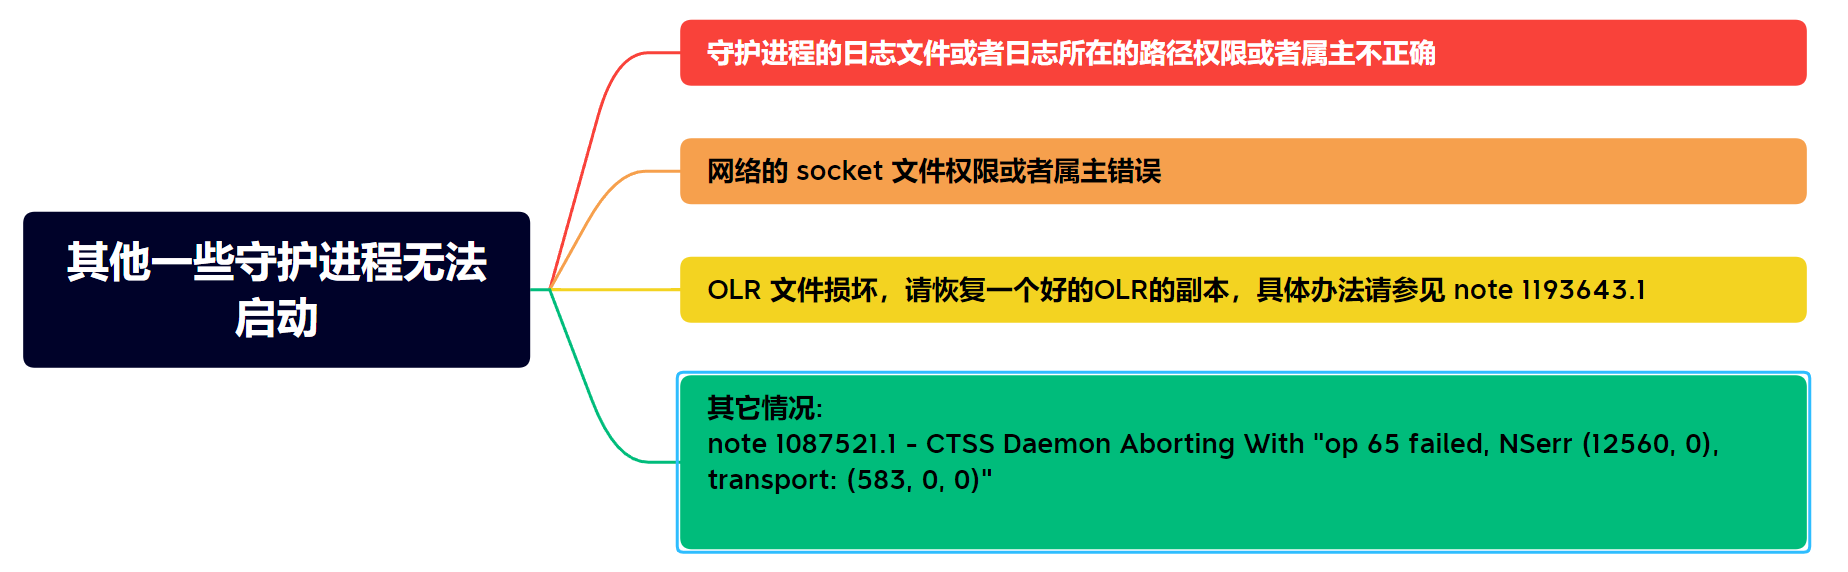 其他一些守护进程无法
启动
守护进程的日志文件或者日志所在的路径权限或者属主不正确
网络的 socket 文件权限或者属主错误
OLR 文件损坏，请恢复一个好的OLR的副本，具体办法请参见 note 1193643.1
其它情况:
note 1087521.1 - CTSS Daemon Aborting With "op 65 failed, NSerr (12560, 0),
transport: (583, 0, 0)"